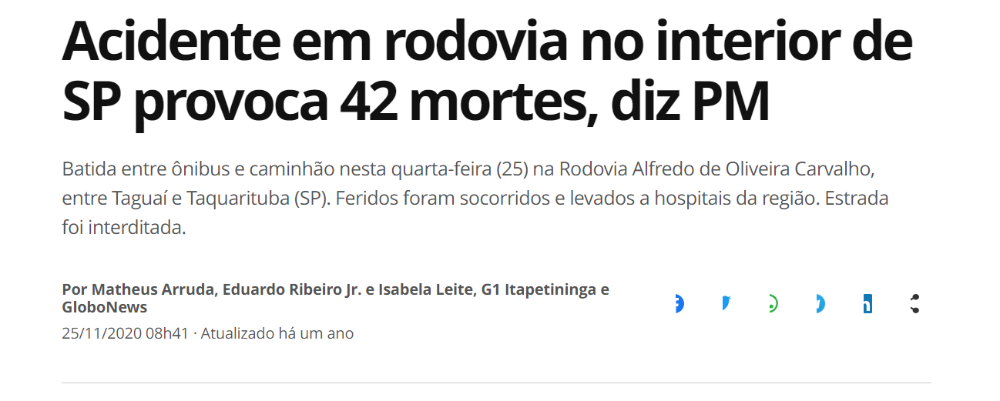 Acidente em rodovia no interior de
SP provoca 42 mortes, diz PM
Batida entre ônibus e caminhão nesta quarta-feira (25) na Rodovia Alfredo de Oliveira Carvalho,
entre Taguaí e Taquarituba (SP). Feridos foram socorridos e levados a hospitais da região. Estrada
foi interditada.
Por Matheus Arruda, Eduardo Ribeiro Jr. e Isabela Leite, G1 Itapetininga e
GloboNews
25/11/2020 08h41 · Atualizado há um ano